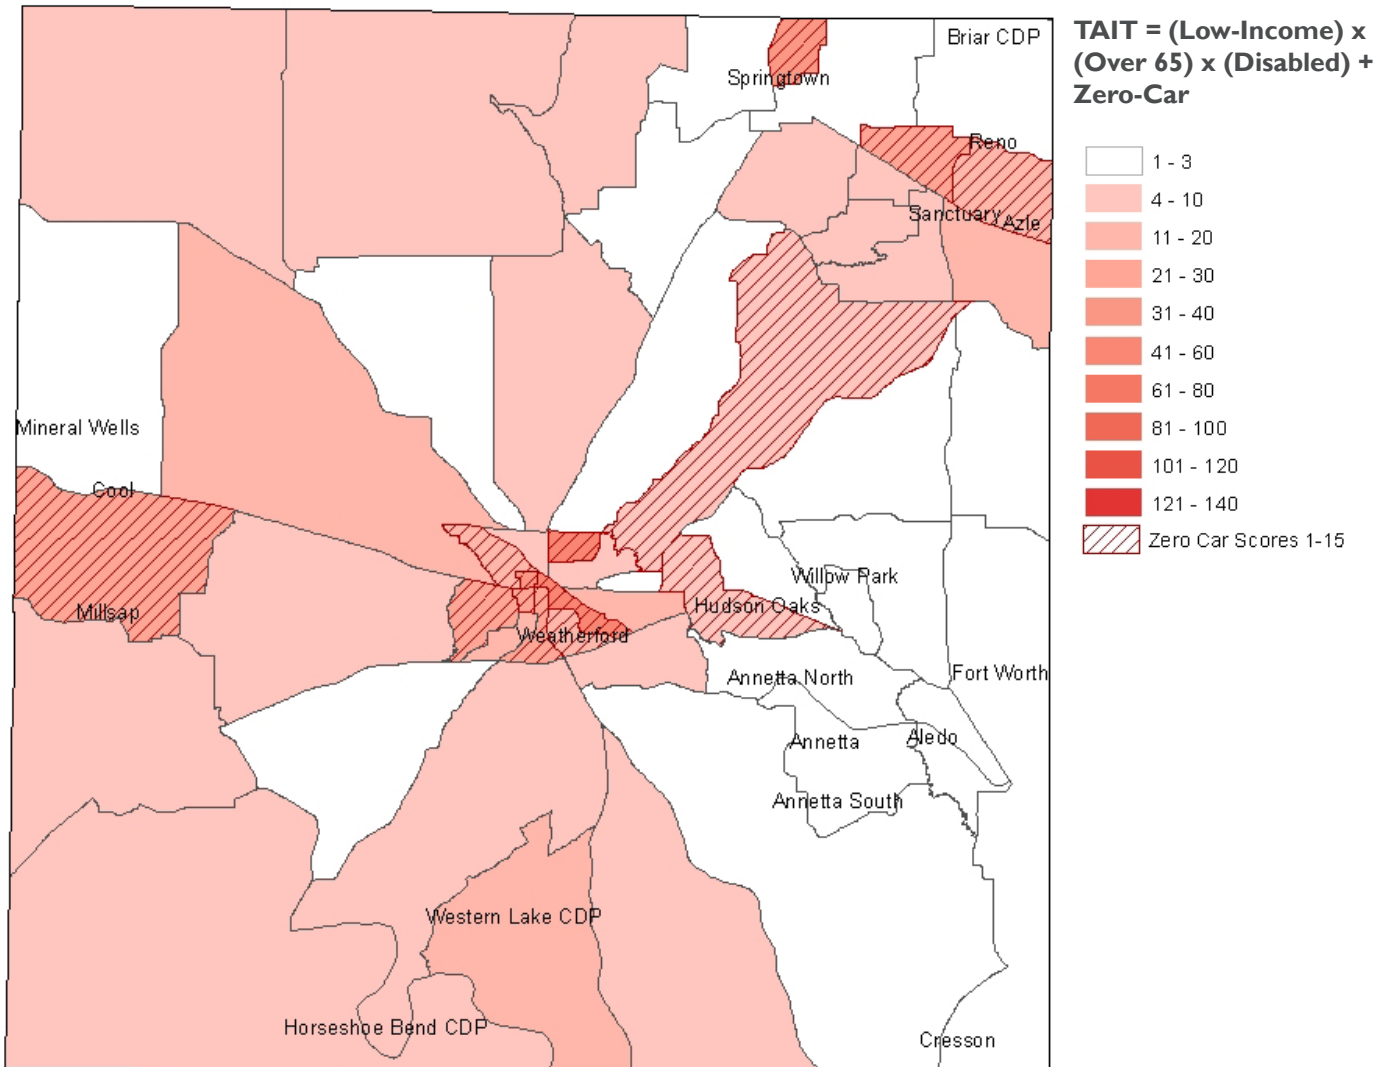 TAIT = (Low-Income) x
(Over 65) x (Disabled) +
Zero-Car
1 - 3
4 - 10
11 - 20
21 - 30
31 - 40
41 - 60
61 - 80
81 - 100
101 - 120
121 - 140
Zero Car Scores 1-15
Briar CDP
Springtown
Reno
Sanctuary
Azle
Mineral Wells
Cool
Millsap
Willow Park
Hudson Oaks
Weatherford
Annetta North
Fort Worth
Annetta
Aledo
Annetta South
Western Lake CDP
Horseshoe Bend CDP
Cresson